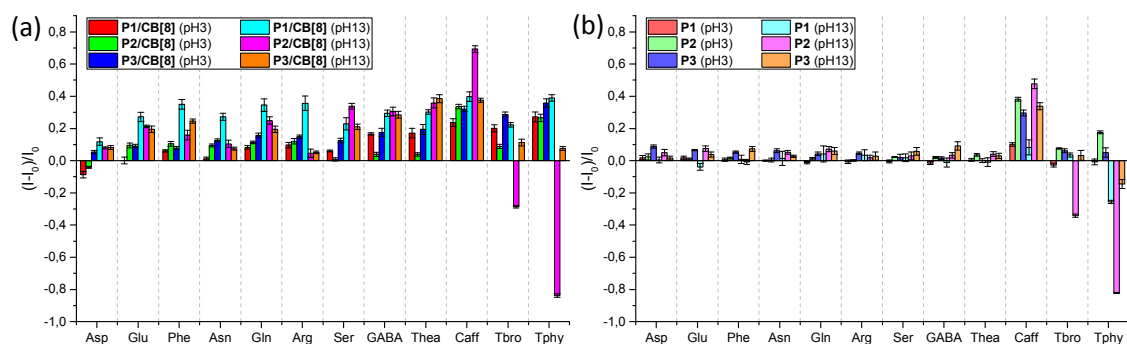 (a)
P1/CB[8] (pH3) P1/CB[8] (pH13)
P2/CB[8] (pH3) P2/CB[8] (pH13)
P3/CB[8] (pH3) P3/CB[8] (pH13)
0,8
0,6
0,4
0,2
0,0
-0,2
-0,4
-0,6
-0,8
-1,0
(I-I₀)/I₀
Asp Glu Phe Asn Gln Arg Ser GABA Thea Caff Tbro Tphy
(b)
P1 (pH3) P1 (pH13)
P2 (pH3) P2 (pH13)
P3 (pH3) P3 (pH13)
0,8
0,6
0,4
0,2
0,0
-0,2
-0,4
-0,6
-0,8
-1,0
(I-I₀)/I₀
Asp Glu Phe Asn Gln Arg Ser GABA Thea Caff Tbro Tphy